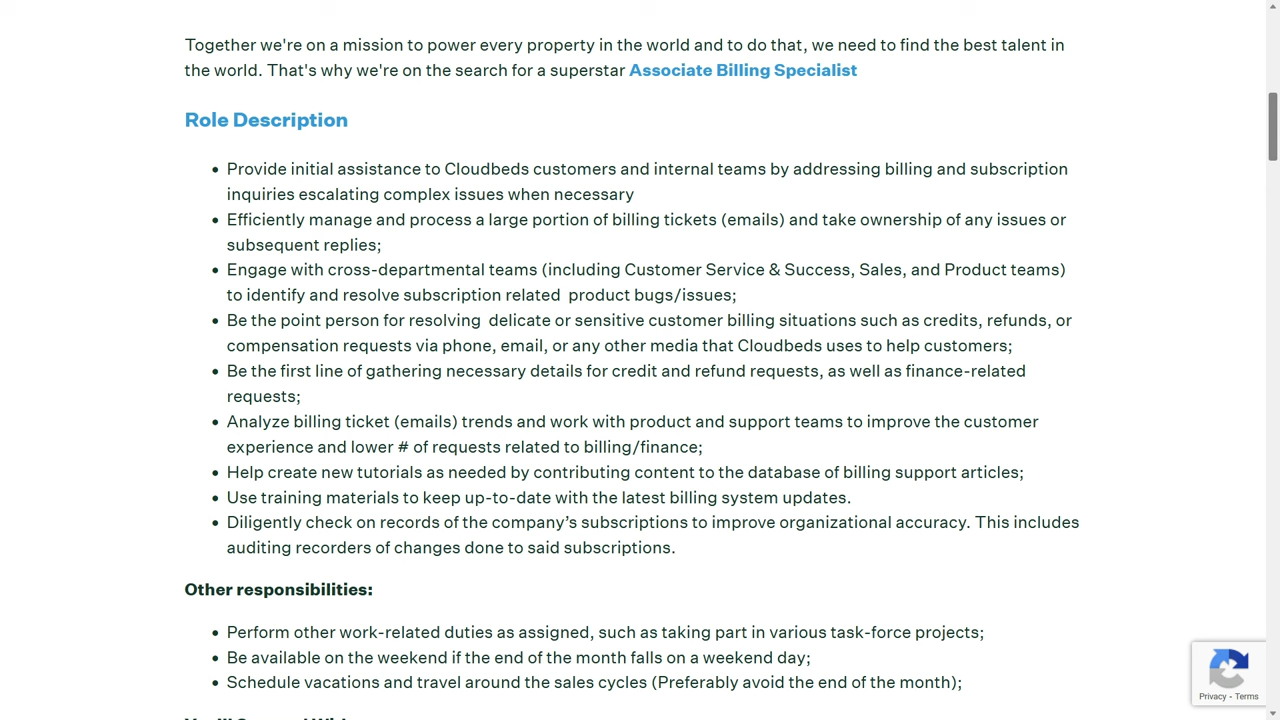 Together we're on a mission to power every property in the world and to do that, we need to find the best talent in
the world. That's why we're on the search for a superstar Associate Billing Specialist
Role Description
• Provide initial assistance to Cloudbeds customers and internal teams by addressing billing and subscription
inquiries escalating complex issues when necessary
• Efficiently manage and process a large portion of billing tickets (emails) and take ownership of any issues or
subsequent replies;
• Engage with cross-departmental teams (including Customer Service & Success, Sales, and Product teams)
to identify and resolve subscription related  product bugs/issues;
• Be the point person for resolving  delicate or sensitive customer billing situations such as credits, refunds, or
compensation requests via phone, email, or any other media that Cloudbeds uses to help customers;
• Be the first line of gathering necessary details for credit and refund requests, as well as finance-related
requests;
• Analyze billing ticket (emails) trends and work with product and support teams to improve the customer
experience and lower # of requests related to billing/finance;
• Help create new tutorials as needed by contributing content to the database of billing support articles;
• Use training materials to keep up-to-date with the latest billing system updates.
• Diligently check on records of the company’s subscriptions to improve organizational accuracy. This includes
auditing recorders of changes done to said subscriptions.
Other responsibilities:
• Perform other work-related duties as assigned, such as taking part in various task-force projects;
• Be available on the weekend if the end of the month falls on a weekend day;
• Schedule vacations and travel around the sales cycles (Preferably avoid the end of the month);
Privacy - Terms